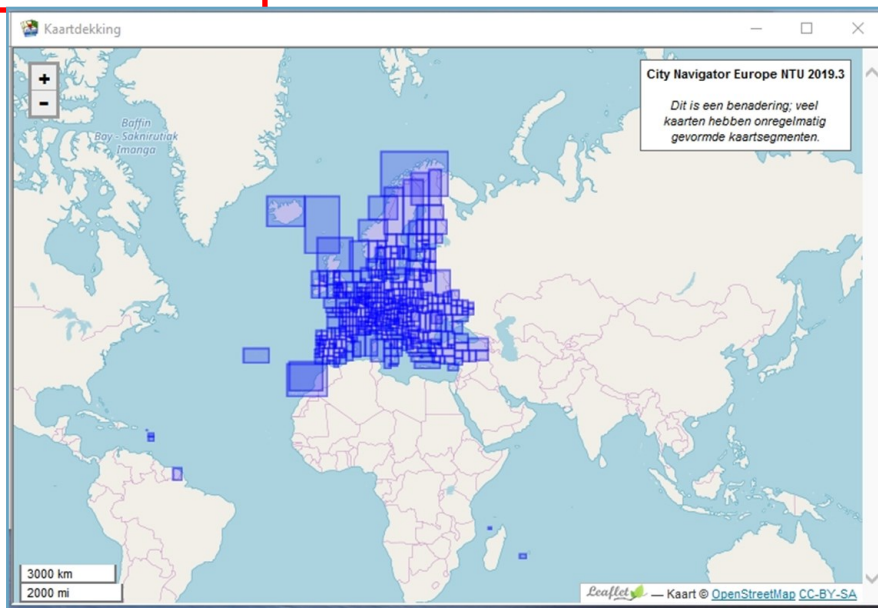 Kaartdekking
+
-
City Navigator Europe NTU 2019.3
Dit is een benadering; veel
kaarten hebben onregelmatig
gevormde kaartsegmenten.
Baffin
Bay - Saknirutiak
Imanga
3000 km
2000 mi
Leaflet — Kaart © OpenStreetMap CC-BY-SA